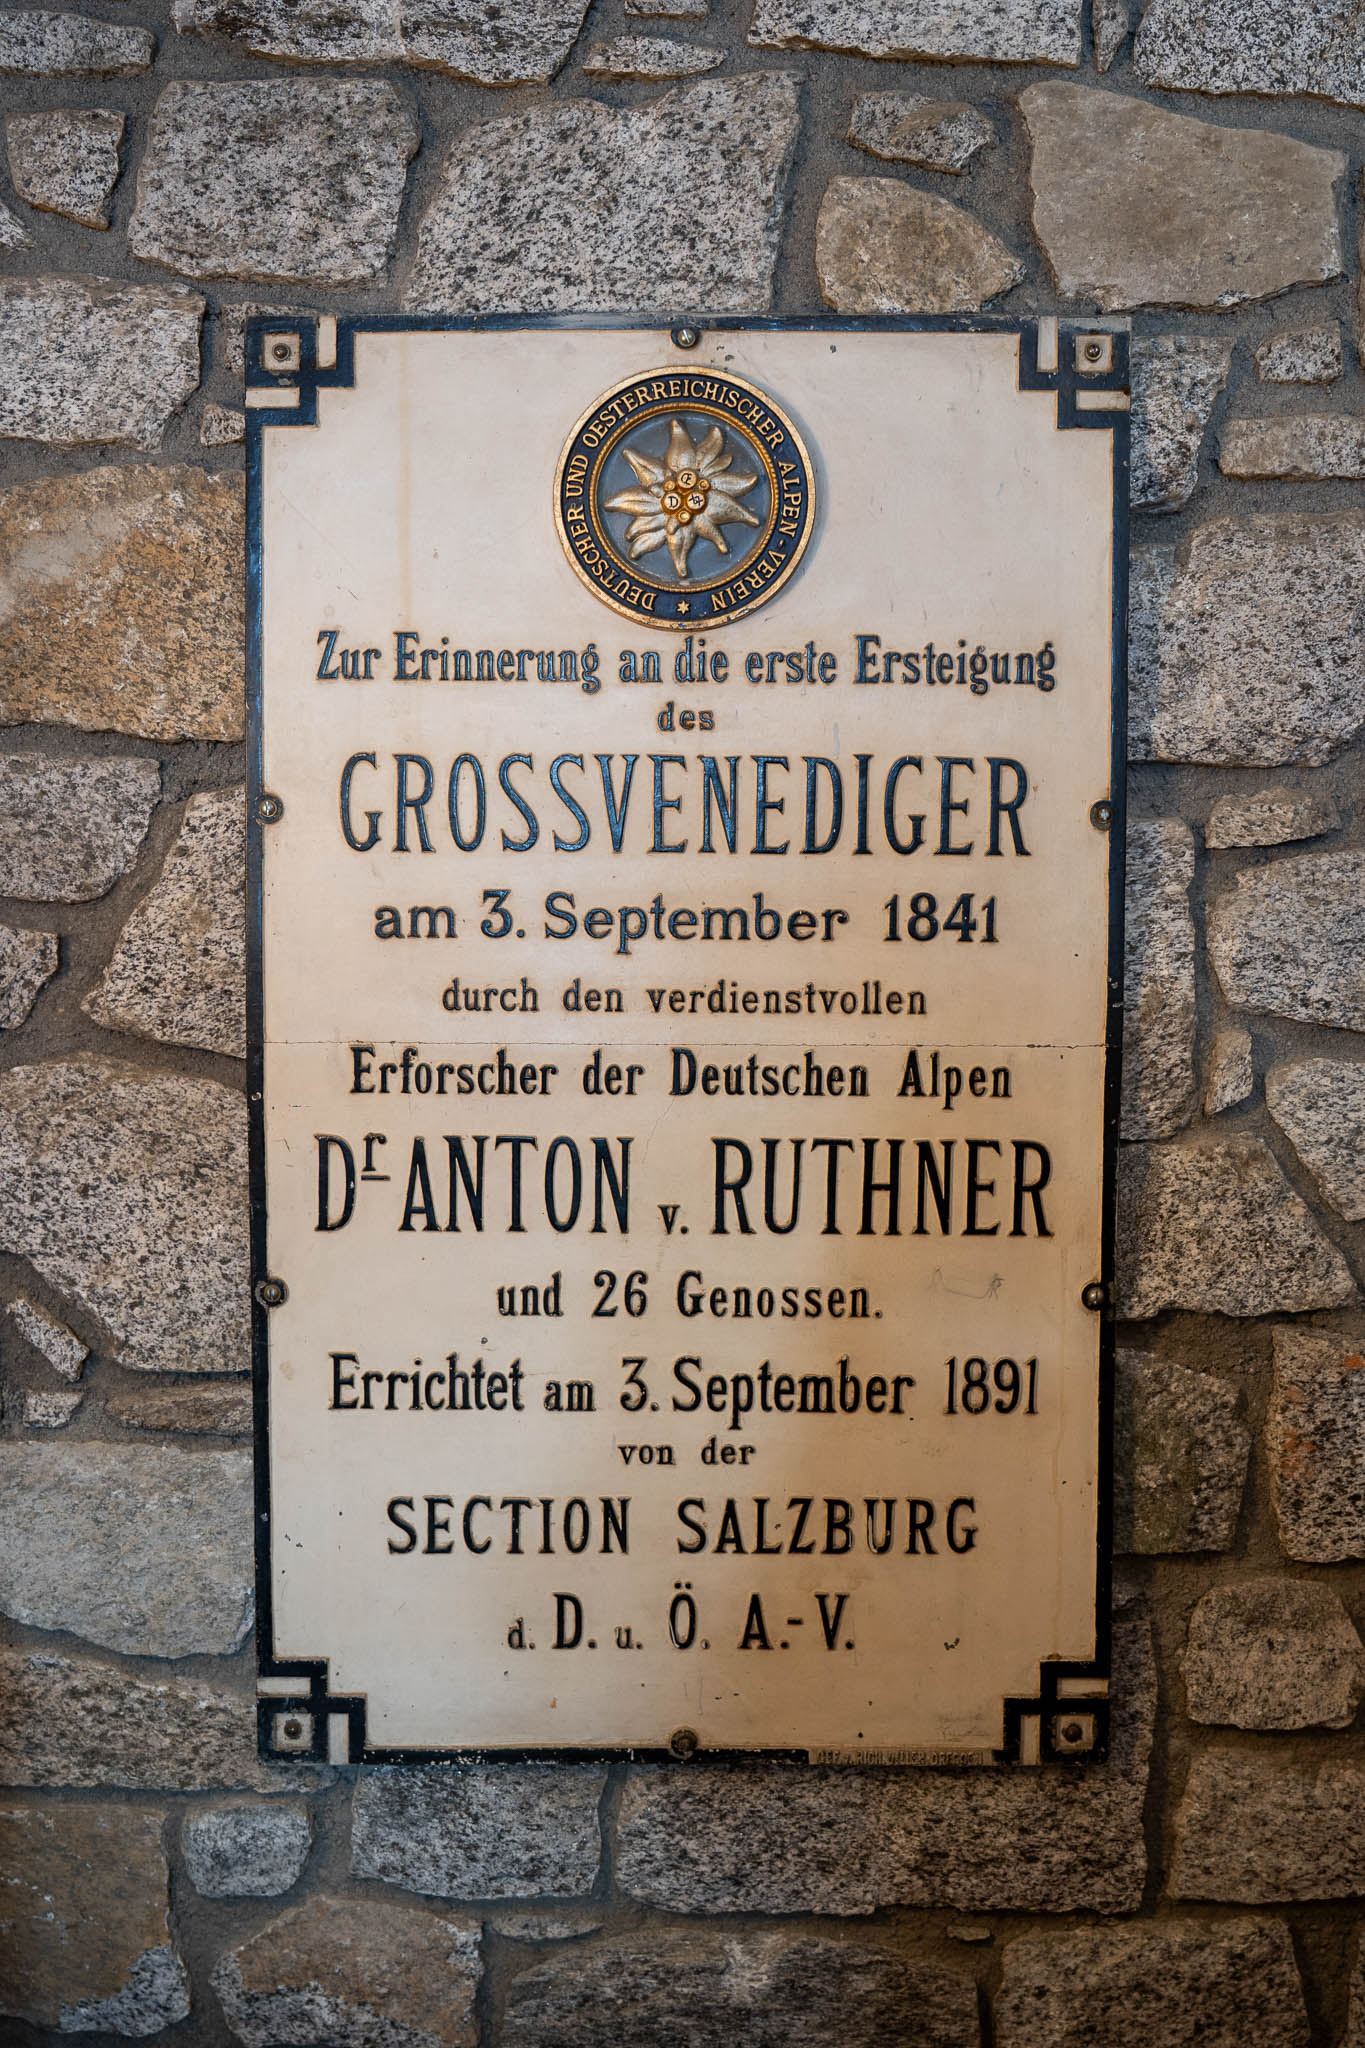 DEUTSCHER UND OESTERREICHISCHER ALPEN-VEREIN
Zur Erinnerung an die erste Ersteigung
des
GROSSVENEDIGER
am 3. September 1841
durch den verdienstvollen
Erforscher der Deutschen Alpen
Dr ANTON v. RUTHNER
und 26 Genossen.
Errichtet am 3. September 1891
von der
SECTION SALZBURG
d. D. u. Ö. A.-V.